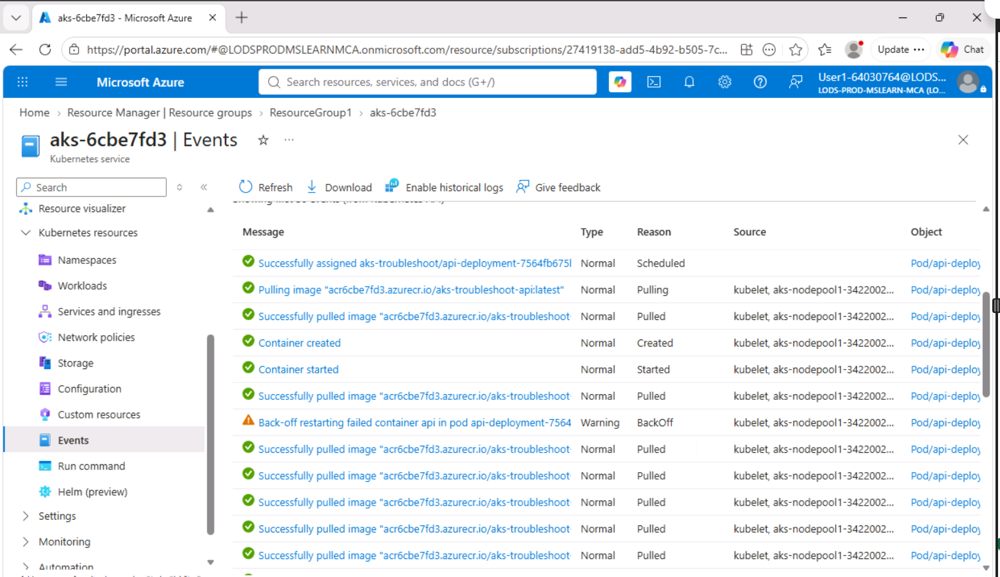 aks-6cbe7fd3 - Microsoft Azure
https://portal.azure.com/#@LODSPRODMSLEARNMCA.onmicrosoft.com/resource/subscriptions/27419138-add5-4b92-b505-7c...
Update
Chat
Microsoft Azure
Search resources, services, and docs (G+/)
User1-64030764@LODS...
LODS-PROD-MSLEARN-MCA (LO...
Home > Resource Manager | Resource groups > ResourceGroup1 > aks-6cbe7fd3
aks-6cbe7fd3 | Events
Kubernetes service
Search
Refresh
Download
Enable historical logs
Give feedback
Resource visualizer
Kubernetes resources
Namespaces
Workloads
Services and ingresses
Network policies
Storage
Configuration
Custom resources
Events
Run command
Helm (preview)
Settings
Monitoring
Automation
Message Type Reason Source Object
Successfully assigned aks-troubleshoot/api-deployment-7564fb675 Normal Scheduled Pod/api-deploy
Pulling image "acr6cbe7fd3.azurecr.io/aks-troubleshoot-api:latest" Normal Pulling kubelet, aks-nodepool1-3422002... Pod/api-deploy
Successfully pulled image "acr6cbe7fd3.azurecr.io/aks-troubleshoot- Normal Pulled kubelet, aks-nodepool1-3422002... Pod/api-deploy
Container created Normal Created kubelet, aks-nodepool1-3422002... Pod/api-deploy
Container started Normal Started kubelet, aks-nodepool1-3422002... Pod/api-deploy
Successfully pulled image "acr6cbe7fd3.azurecr.io/aks-troubleshoot- Normal Pulled kubelet, aks-nodepool1-3422002... Pod/api-deploy
Back-off restarting failed container api in pod api-deployment-7564 Warning BackOff kubelet, aks-nodepool1-3422002... Pod/api-deploy
Successfully pulled image "acr6cbe7fd3.azurecr.io/aks-troubleshoot- Normal Pulled kubelet, aks-nodepool1-3422002... Pod/api-deploy
Successfully pulled image "acr6cbe7fd3.azurecr.io/aks-troubleshoot- Normal Pulled kubelet, aks-nodepool1-3422002... Pod/api-deploy
Successfully pulled image "acr6cbe7fd3.azurecr.io/aks-troubleshoot- Normal Pulled kubelet, aks-nodepool1-3422002... Pod/api-deploy
Successfully pulled image "acr6cbe7fd3.azurecr.io/aks-troubleshoot- Normal Pulled kubelet, aks-nodepool1-3422002... Pod/api-deploy
Successfully pulled image "acr6cbe7fd3.azurecr.io/aks-troubleshoot- Normal Pulled kubelet, aks-nodepool1-3422002... Pod/api-deploy